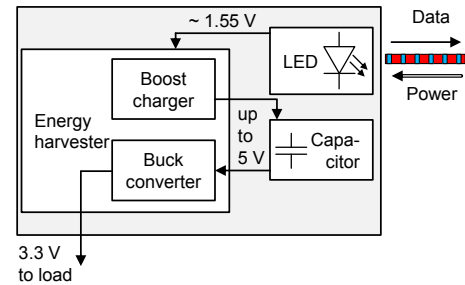 ~ 1.55 V
Data
LED
Power
Boost
charger
Energy
harvester
up
to
5 V
Capa-
citor
Buck
converter
3.3 V
to load